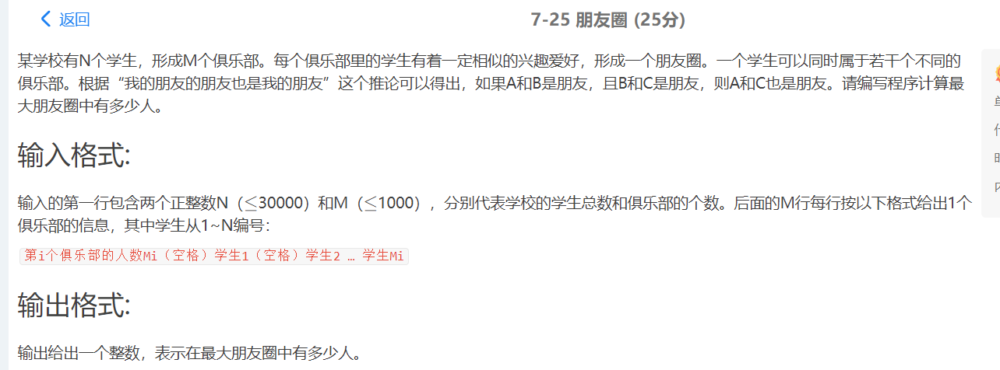 返回
7-25 朋友圈 (25分)
某学校有N个学生，形成M个俱乐部。每个俱乐部里的学生有着一定相似的兴趣爱好，形成一个朋友圈。一个学生可以同时属于若干个不同的
俱乐部。根据“我的朋友的朋友也是我的朋友”这个推论可以得出，如果A和B是朋友，且B和C是朋友，则A和C也是朋友。请编写程序计算最
大朋友圈中有多少人。
输入格式:
输入的第一行包含两个正整数N（≤30000）和M（≤1000），分别代表学校的学生总数和俱乐部的个数。后面的M行每行按以下格式给出1个
俱乐部的信息，其中学生从1~N编号：
第i个俱乐部的人数Mi（空格）学生1（空格）学生2 … 学生Mi
输出格式:
输出给出一个整数，表示在最大朋友圈中有多少人。